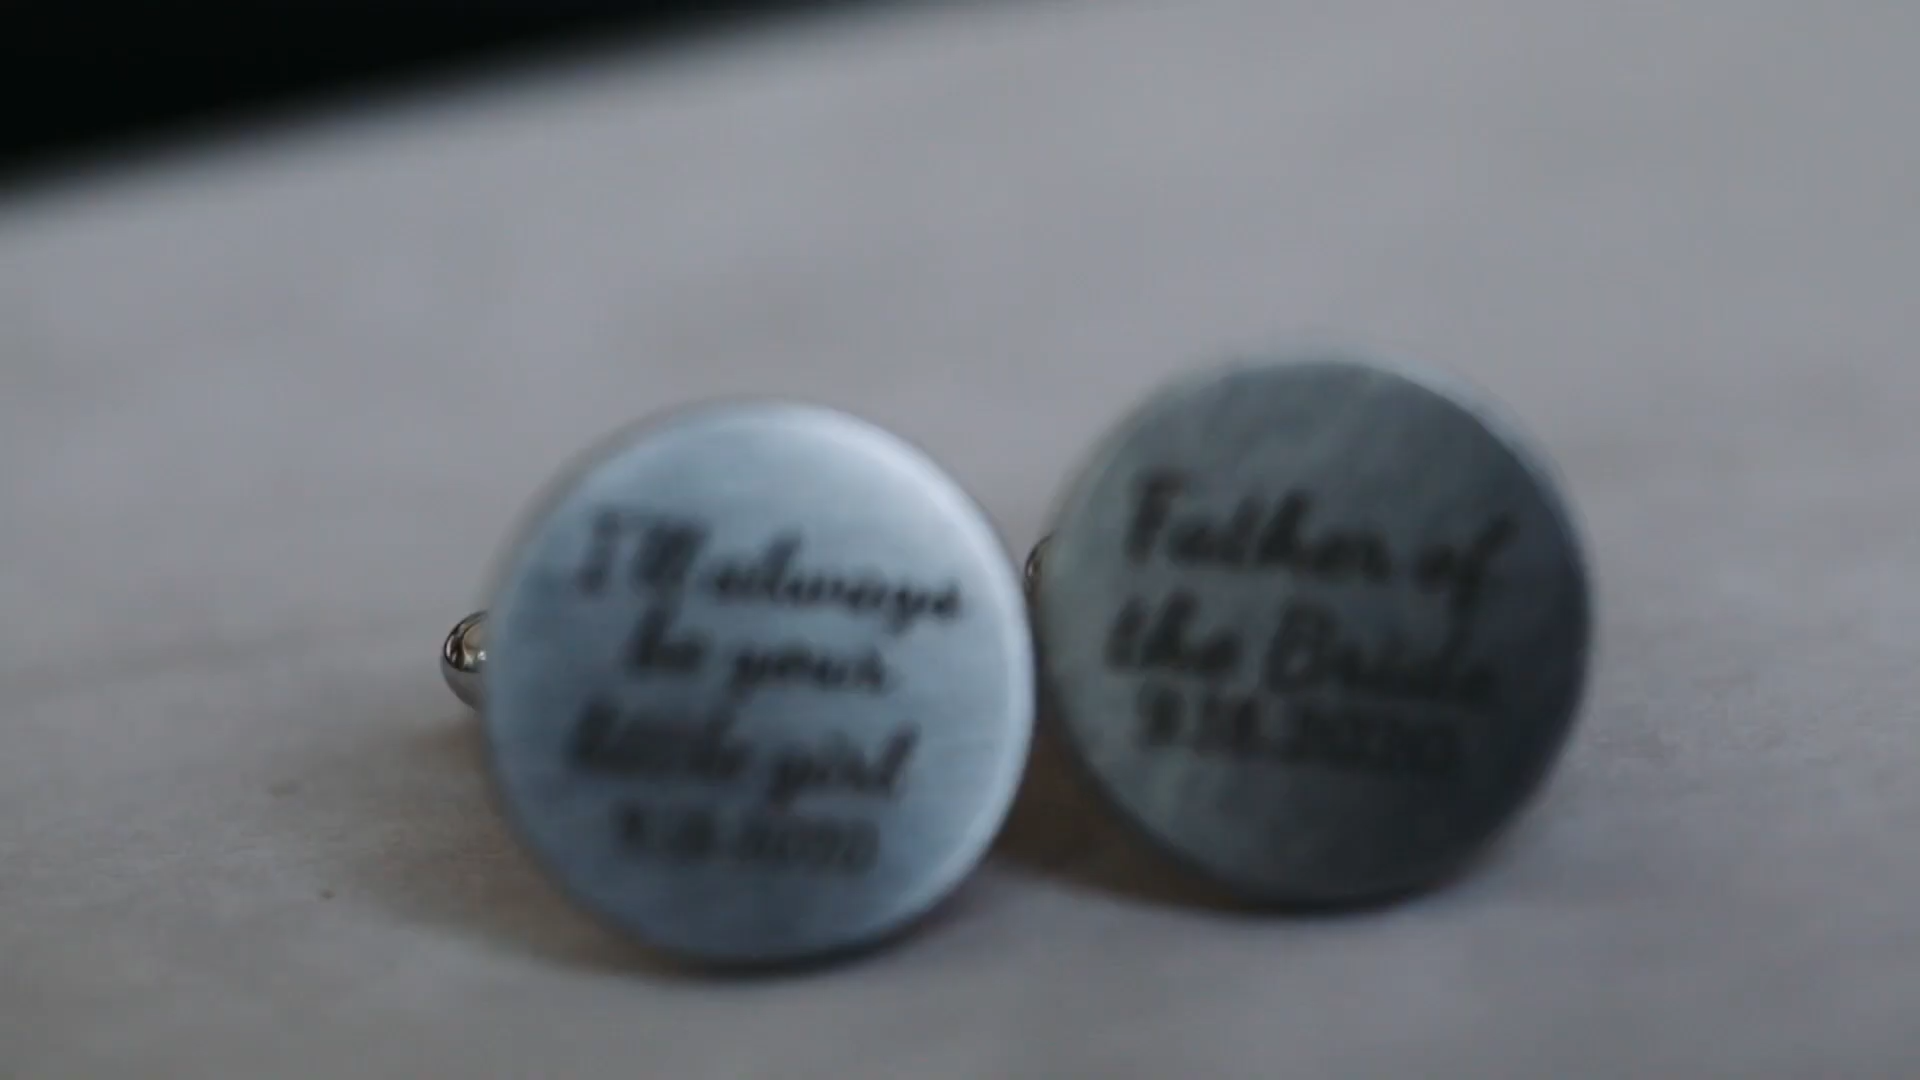 I'll always
be your
little girl
Father of
the Bride